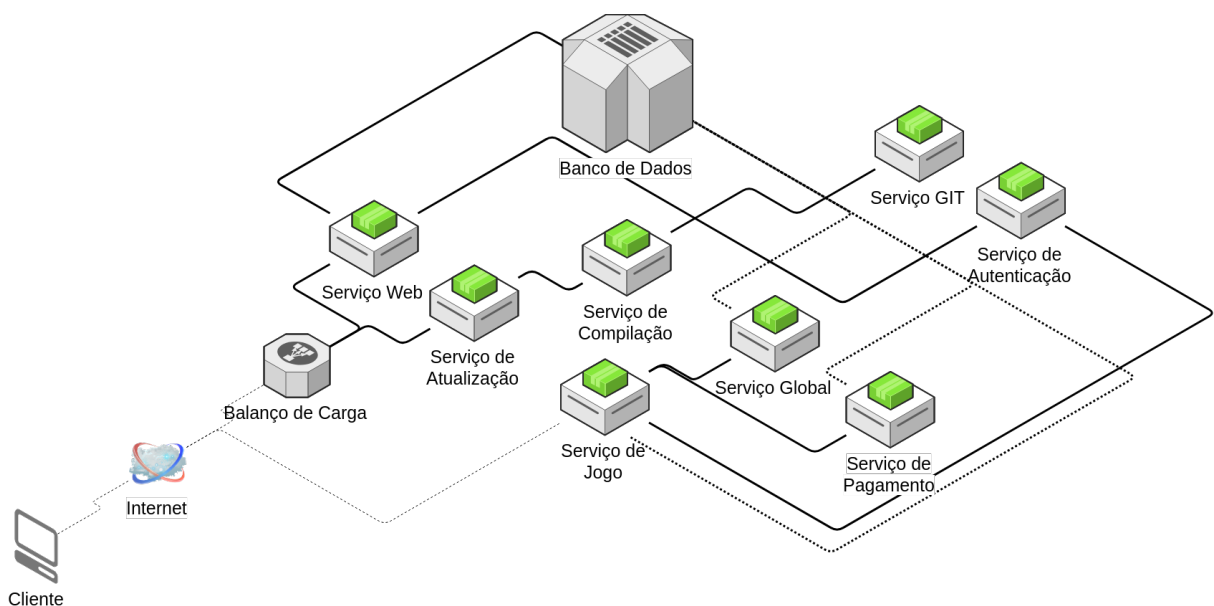 Banco de Dados
Serviço GIT
Serviço de
Autenticação
Serviço Web
Serviço de
Compilação
Serviço de
Atualização
Serviço Global
Balanço de Carga
Serviço de
Jogo
Serviço de
Pagamento
Internet
Cliente